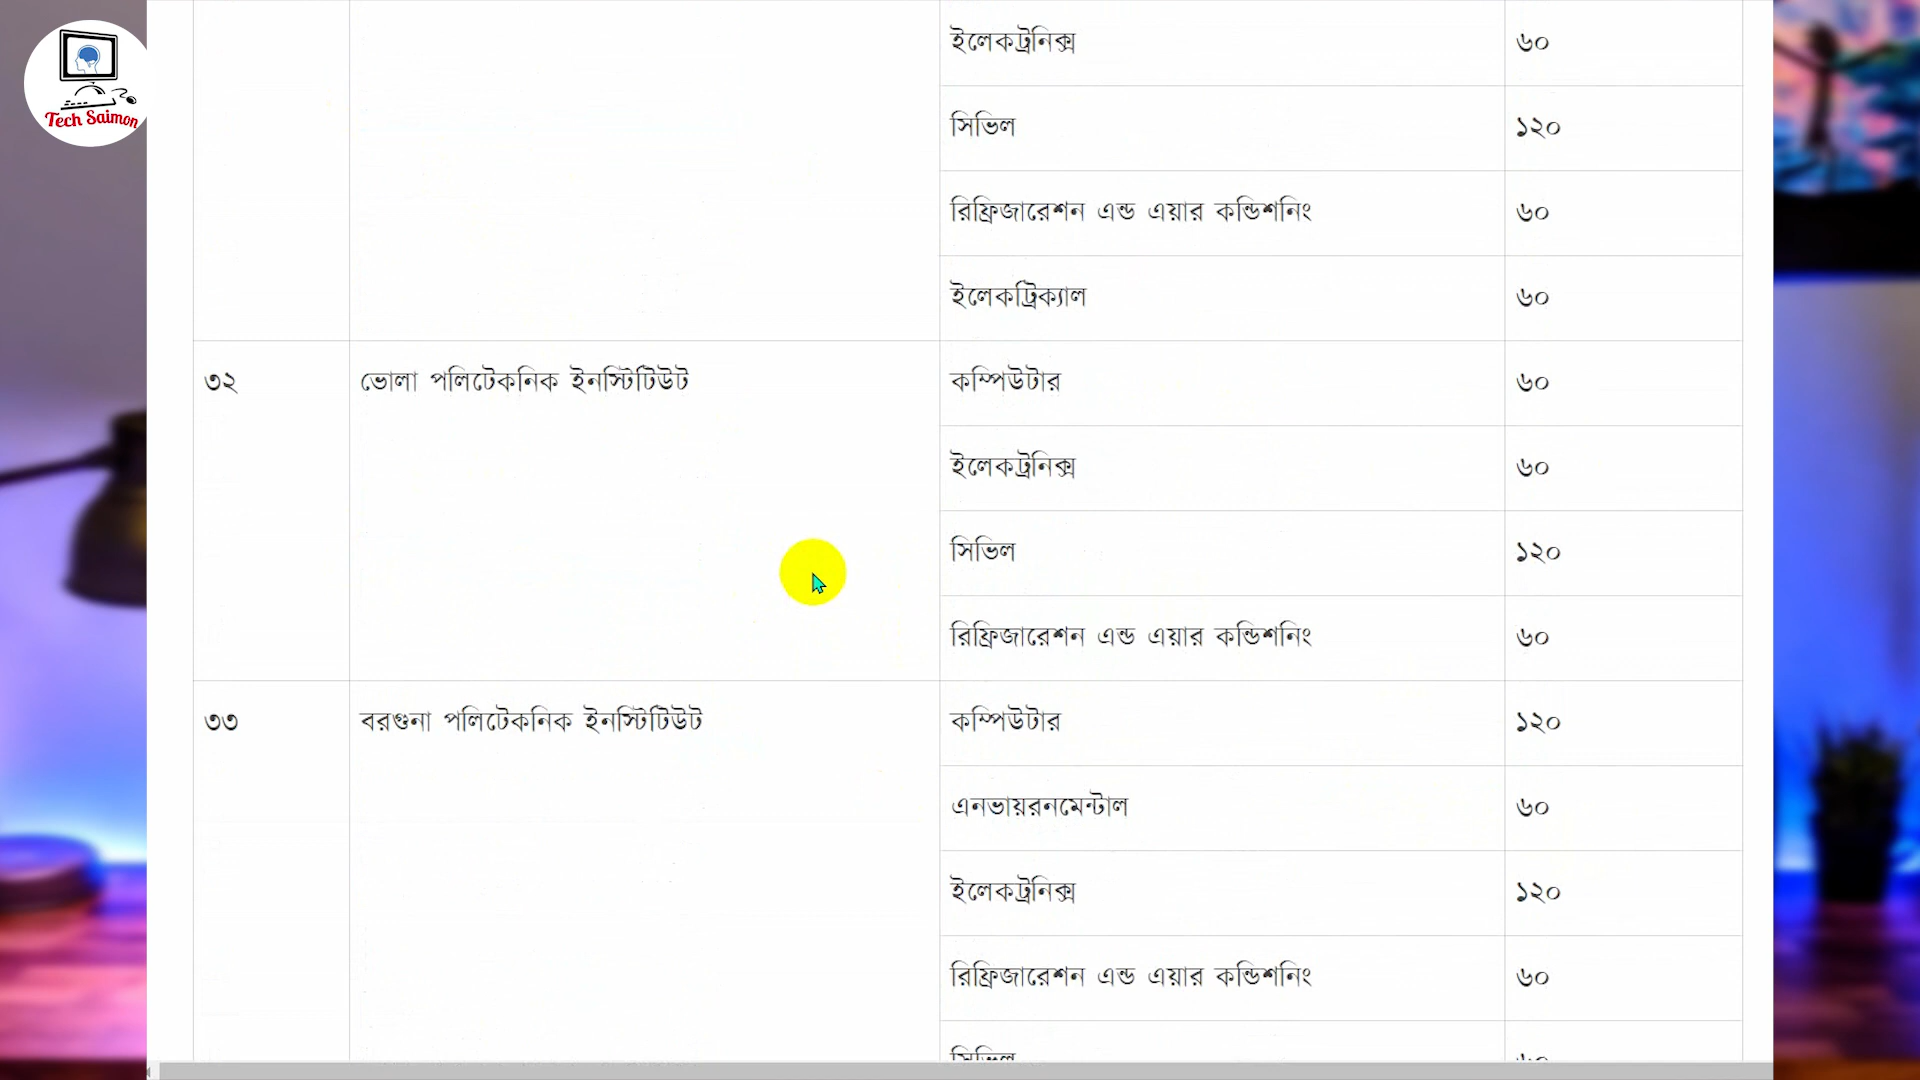 Tech Saimon
ইলেকট্রনিক্স ৬০
সিভিল ১২০
রিফ্রিজারেশন এন্ড এয়ার কন্ডিশনিং ৬০
ইলেকট্রিক্যাল ৬০
৩২ ভোলা পলিটেকনিক ইনস্টিটিউট কম্পিউটার ৬০
ইলেকট্রনিক্স ৬০
সিভিল ১২০
রিফ্রিজারেশন এন্ড এয়ার কন্ডিশনিং ৬০
৩৩ বরগুনা পলিটেকনিক ইনস্টিটিউট কম্পিউটার ১২০
এনভায়রনমেন্টাল ৬০
ইলেকট্রনিক্স ১২০
রিফ্রিজারেশন এন্ড এয়ার কন্ডিশনিং ৬০
সিভিল